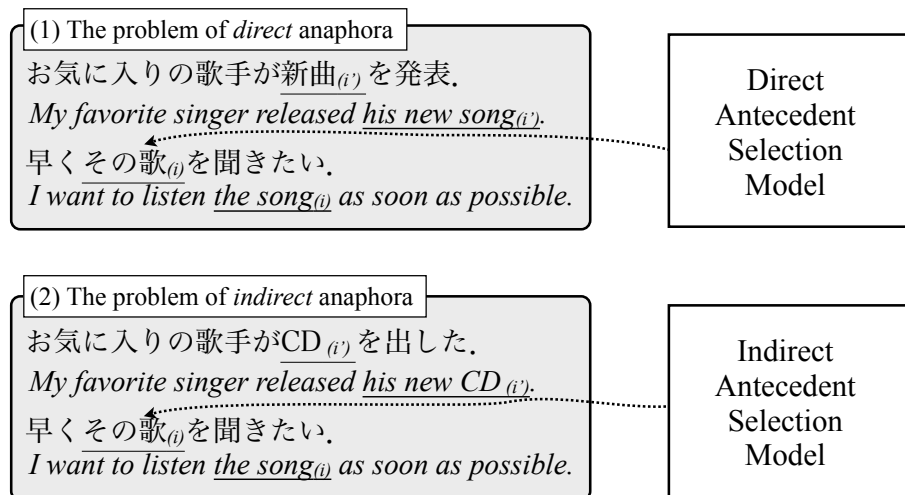 (1) The problem of direct anaphora
お気に入りの歌手が新曲(i’) を発表.
My favorite singer released his new song(i’).
早くその歌(i)を聞きたい.
I want to listen the song(i) as soon as possible.
Direct
Antecedent
Selection
Model
(2) The problem of indirect anaphora
お気に入りの歌手がCD (i’) を出した.
My favorite singer released his new CD (i’).
早くその歌(i)を聞きたい.
I want to listen the song(i) as soon as possible.
Indirect
Antecedent
Selection
Model